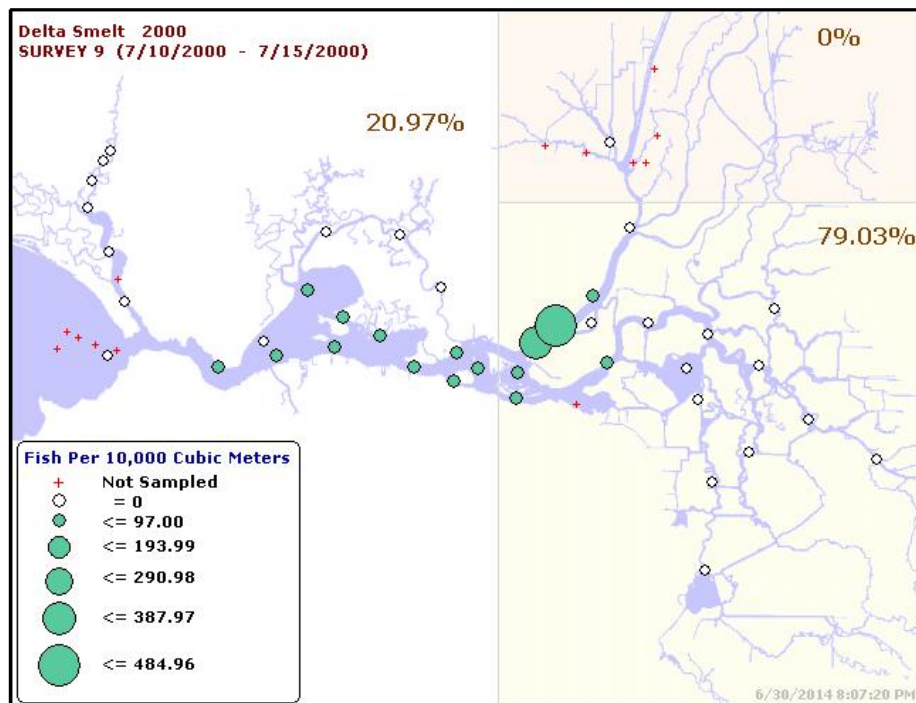 Delta Smelt 2000
SURVEY 9 (7/10/2000 - 7/15/2000)
0%
20.97%
79.03%
Fish Per 10,000 Cubic Meters
Not Sampled
= 0
<= 97.00
<= 193.99
<= 290.98
<= 387.97
<= 484.96
6/30/2014 8:07:20 PM